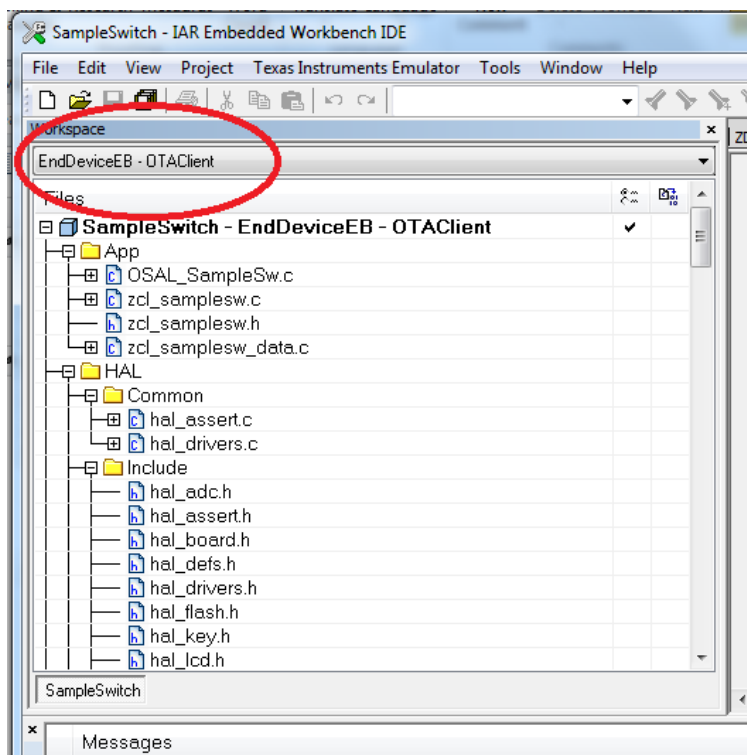 SampleSwitch - IAR Embedded Workbench IDE
File Edit View Project Texas Instruments Emulator Tools Window Help
Workspace
EndDeviceEB - OTAClient
Files
SampleSwitch - EndDeviceEB - OTAClient
App
OSAL_SampleSw.c
zcl_samplesw.c
zcl_samplesw.h
zcl_samplesw_data.c
HAL
Common
hal_assert.c
hal_drivers.c
Include
hal_adc.h
hal_assert.h
hal_board.h
hal_defs.h
hal_drivers.h
hal_flash.h
hal_key.h
hal_lcd.h
SampleSwitch
Messages